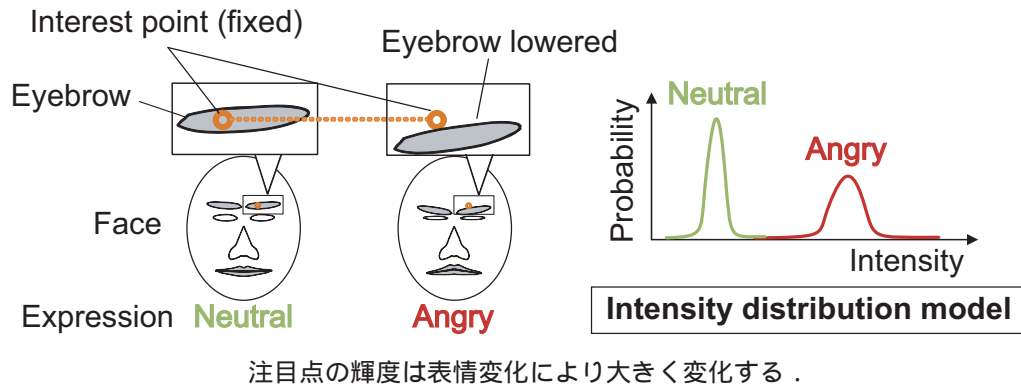 Interest point (fixed)
Eyebrow lowered
Eyebrow
Face
Expression Neutral Angry
Neutral
Angry
Probability
Intensity
Intensity distribution model
注目点の輝度は表情変化により大きく変化する．